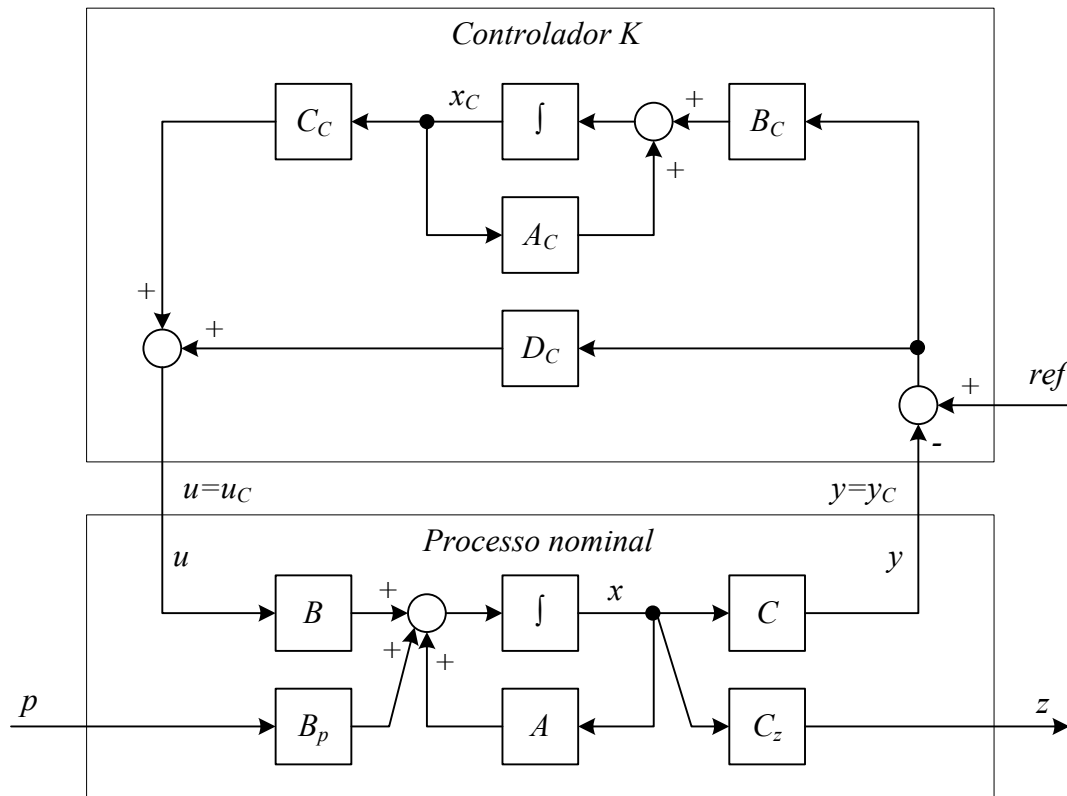 Controlador K
C_C
x_C
∫
+
B_C
+
A_C
+
+
D_C
+
ref
-
u=u_C
y=y_C
Processo nominal
u
y
B
+
∫
x
C
+
+
p
B_p
A
C_z
z